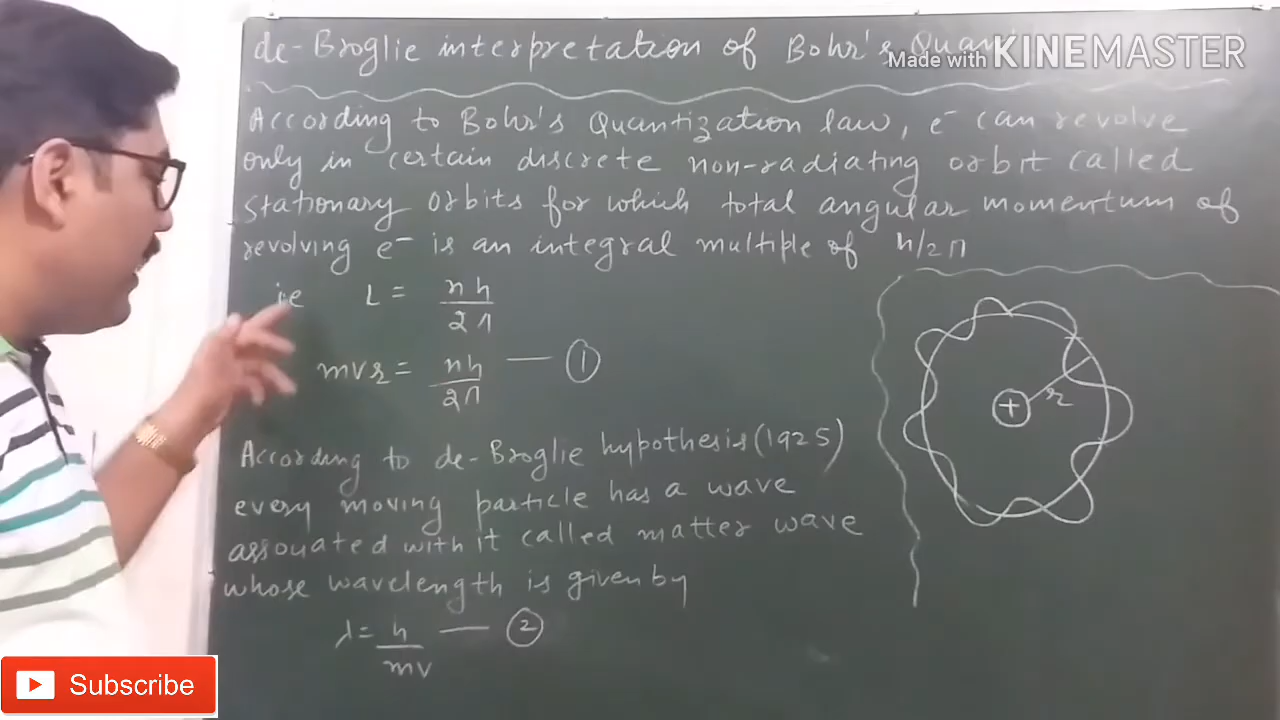 de-Broglie interpretation of Bohr's
Made with KINEMASTER
According to Bohr's Quantization law, e⁻ can revolve
only in certain discrete non-radiating orbit called
stationary orbits for which total angular momentum of
revolving e⁻ is an integral multiple of h/2π
ie L = nh/2π
mvr = nh/2π — ①
+ r
According to de-Broglie hypothesis (1925)
every moving particle has a wave
assouated with it called matter wave
whose wavelength is given by
λ = h/mv — ②
Subscribe